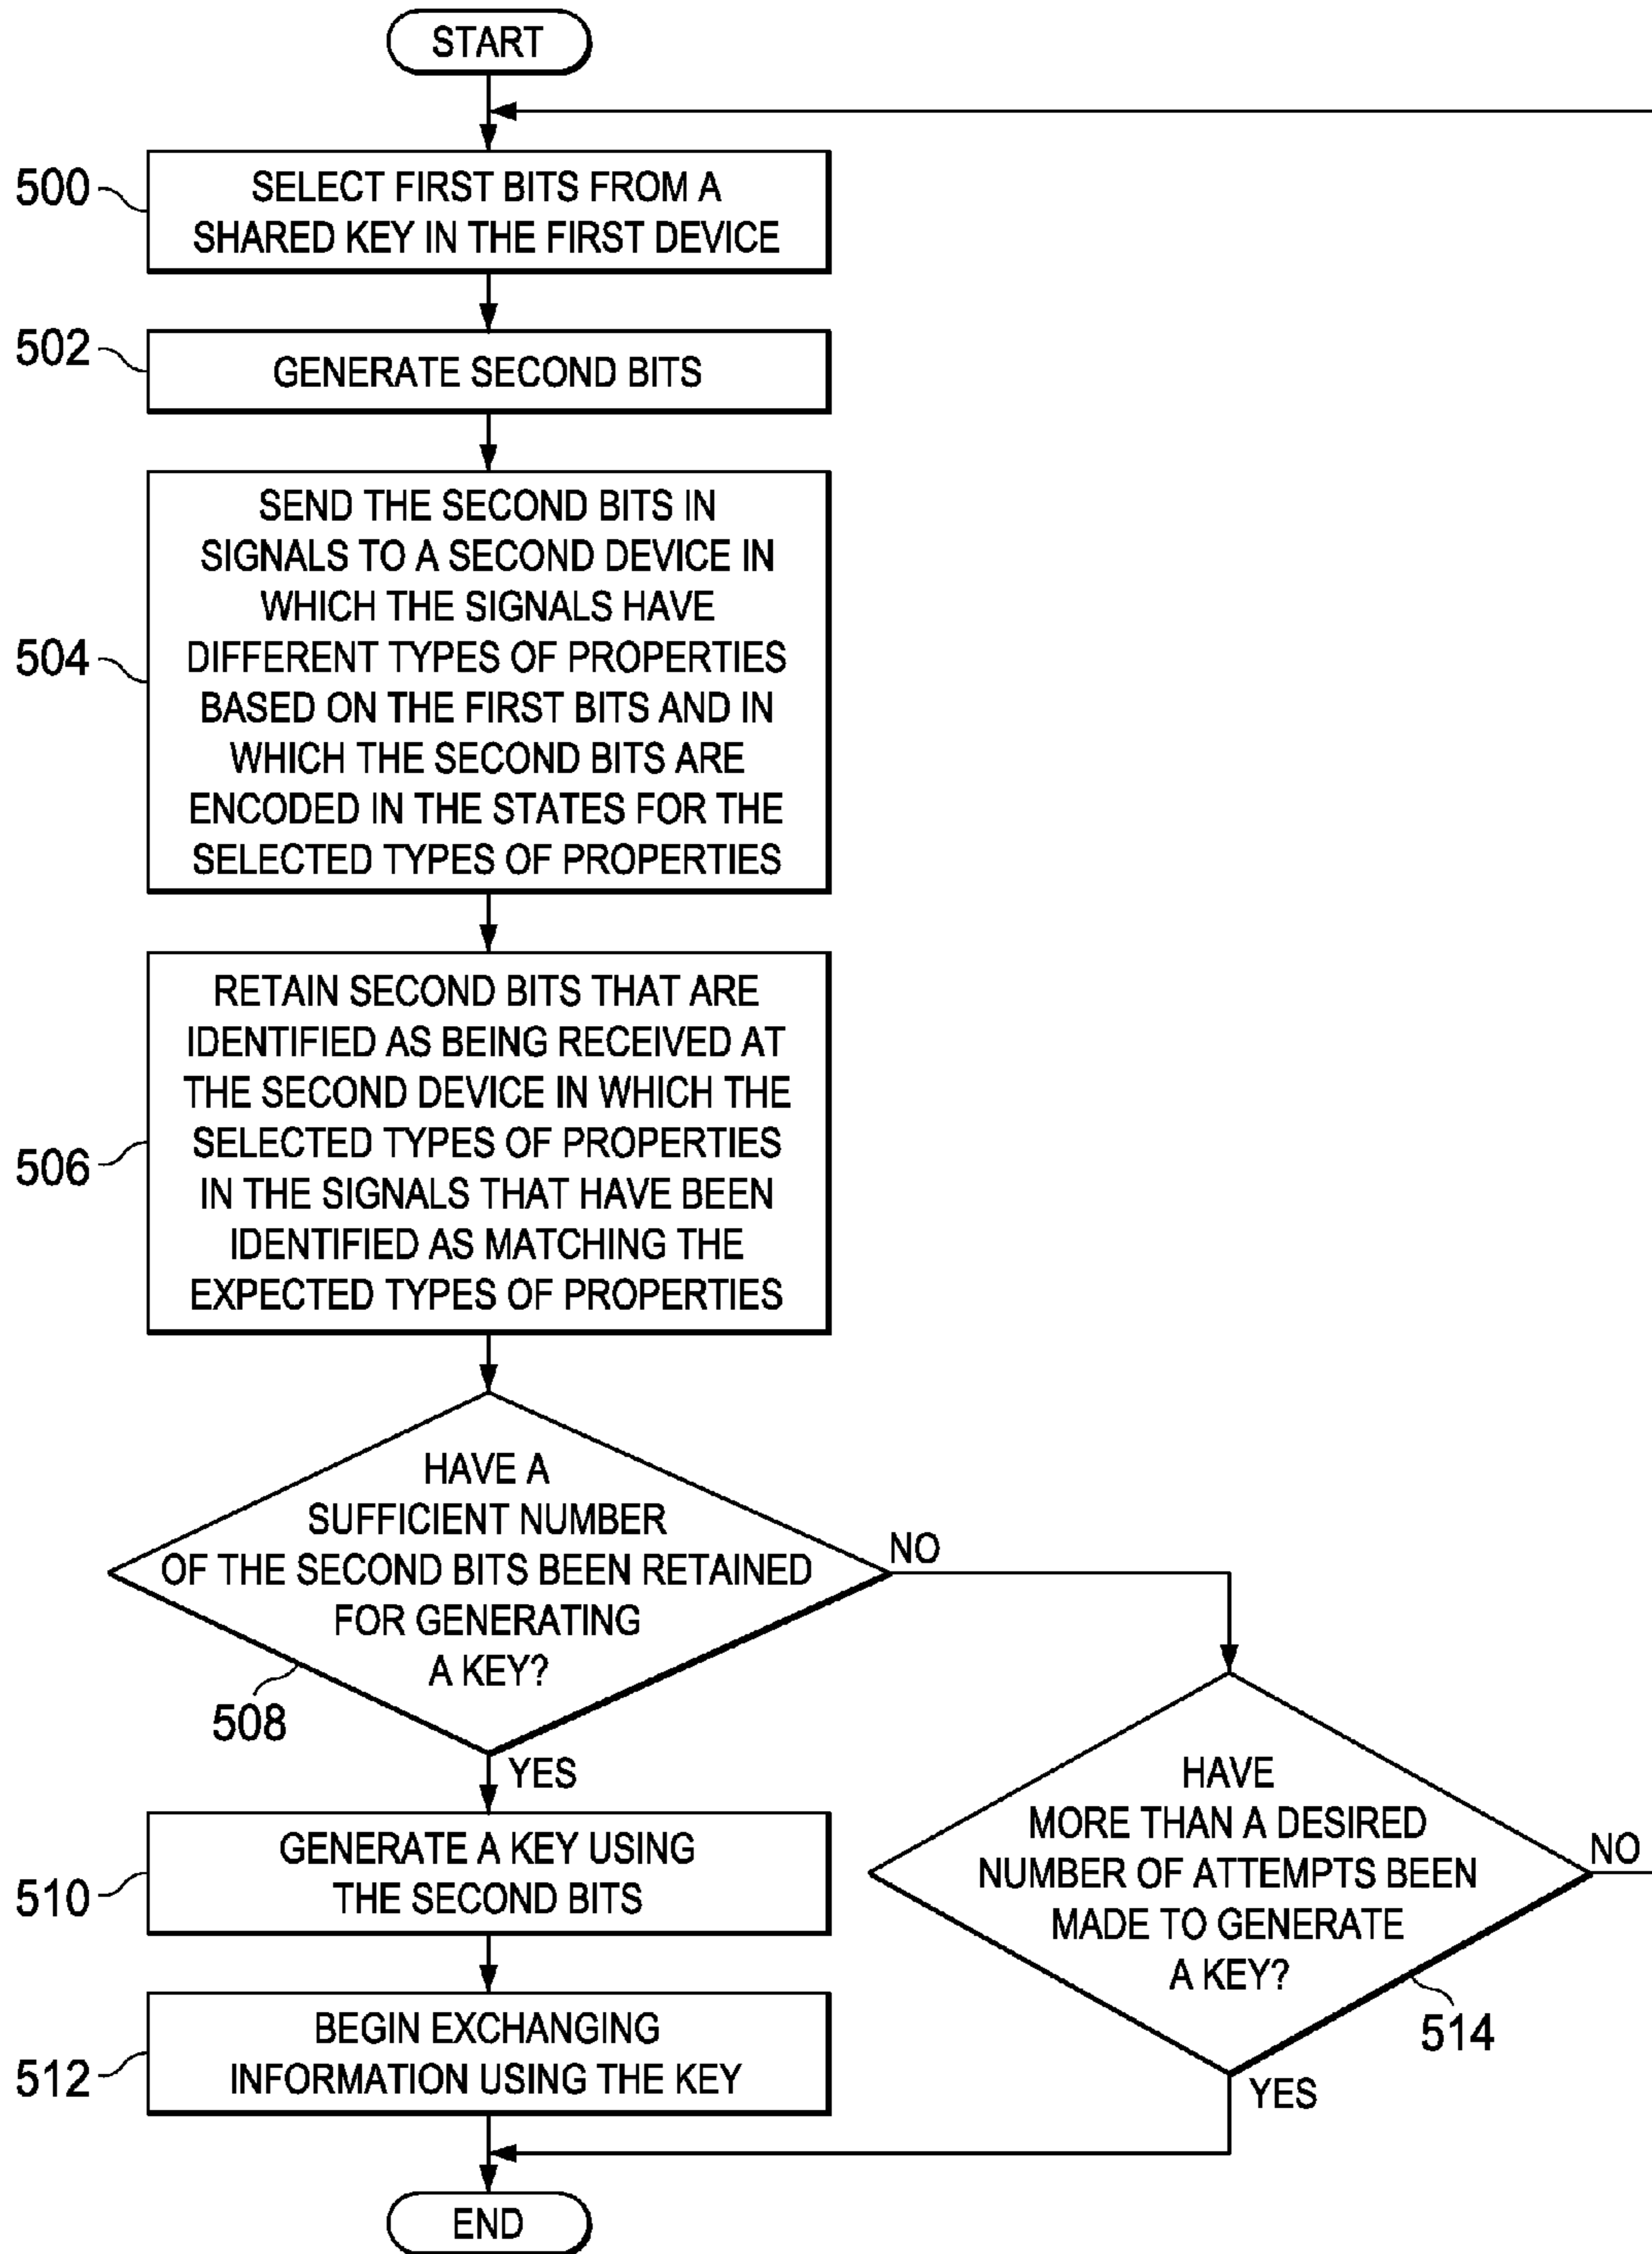 START
500
SELECT FIRST BITS FROM A
SHARED KEY IN THE FIRST DEVICE
502
GENERATE SECOND BITS
504
SEND THE SECOND BITS IN
SIGNALS TO A SECOND DEVICE IN
WHICH THE SIGNALS HAVE
DIFFERENT TYPES OF PROPERTIES
BASED ON THE FIRST BITS AND IN
WHICH THE SECOND BITS ARE
ENCODED IN THE STATES FOR THE
SELECTED TYPES OF PROPERTIES
506
RETAIN SECOND BITS THAT ARE
IDENTIFIED AS BEING RECEIVED AT
THE SECOND DEVICE IN WHICH THE
SELECTED TYPES OF PROPERTIES
IN THE SIGNALS THAT HAVE BEEN
IDENTIFIED AS MATCHING THE
EXPECTED TYPES OF PROPERTIES
HAVE A
SUFFICIENT NUMBER
OF THE SECOND BITS BEEN RETAINED
FOR GENERATING
A KEY?
508
NO
YES
510
GENERATE A KEY USING
THE SECOND BITS
512
BEGIN EXCHANGING
INFORMATION USING THE KEY
HAVE
MORE THAN A DESIRED
NUMBER OF ATTEMPTS BEEN
MADE TO GENERATE
A KEY?
514
NO
YES
END